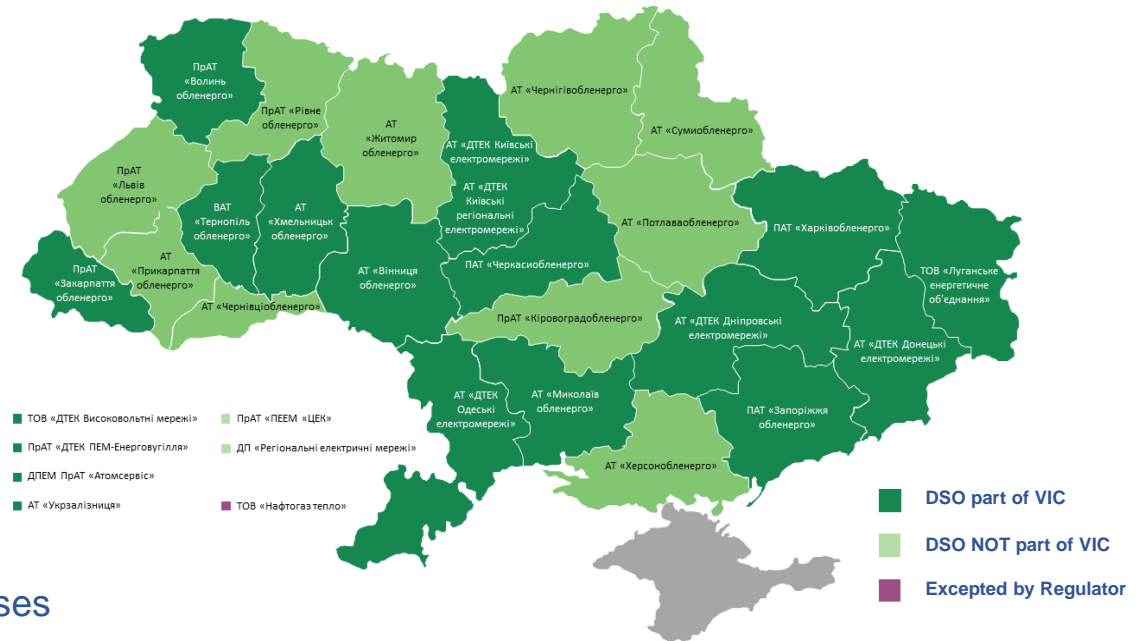 ПрАТ
«Волинь
обленерго»
ПрАТ «Рівне
обленерго»
АТ
«Житомир
обленерго»
АТ «Чернігівобленерго»
АТ «Сумиобленерго»
АТ «ДТЕК Київські
електромережі»
АТ «ДТЕК
Київські
регіональні
електромережі»
ПрАТ
«Львів
обленерго»
ВАТ
«Тернопіль
обленерго»
АТ
«Хмельницьк
обленерго»
АТ «Потлаваобленерго»
ПАТ «Харківобленерго»
ПрАТ
«Закарпаття
обленерго»
АТ
«Прикарпаття
обленерго»
АТ «Вінниця
обленерго»
ПАТ «Черкасиобленерго»
ТОВ «Луганське
енергетичне
об’єднання»
АТ «Чернівціобленерго»
ПрАТ «Кіровоградобленерго»
АТ «ДТЕК Дніпровські
електромережі»
АТ «ДТЕК Донецькі
електромережі»
АТ «ДТЕК
Одеські
електромережі»
АТ «Миколаїв
обленерго»
ПАТ «Запоріжжя
обленерго»
АТ «Херсонобленерго»
ТОВ «ДТЕК Високовольтні мережі»
ПрАТ «ДТЕК ПЕМ-Енерговугілля»
ДПЕМ ПрАТ «Атомсервіс»
АТ «Укрзалізниця»
ПрАТ «ПЕЕМ «ЦЕК»
ДП «Регіональні електричні мережі»
ТОВ «Нафтогаз тепло»
DSO part of VIC
DSO NOT part of VIC
Excepted by Regulator
ses